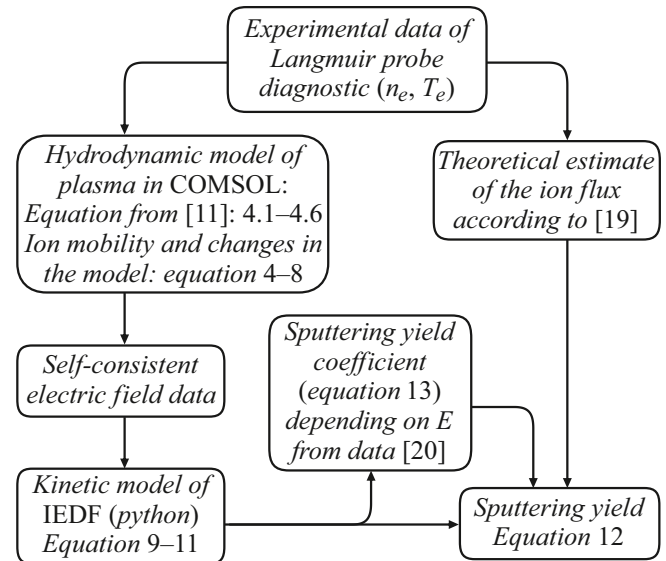 Experimental data of
Langmuir probe
diagnostic (nₑ, Tₑ)
Hydrodynamic model of
plasma in COMSOL:
Equation from [11]: 4.1–4.6
Ion mobility and changes in
the model: equation 4–8
Theoretical estimate
of the ion flux
according to [19]
Self-consistent
electric field data
Sputtering yield
coefficient
(equation 13)
depending on E
from data [20]
Kinetic model of
IEDF (python)
Equation 9–11
Sputtering yield
Equation 12